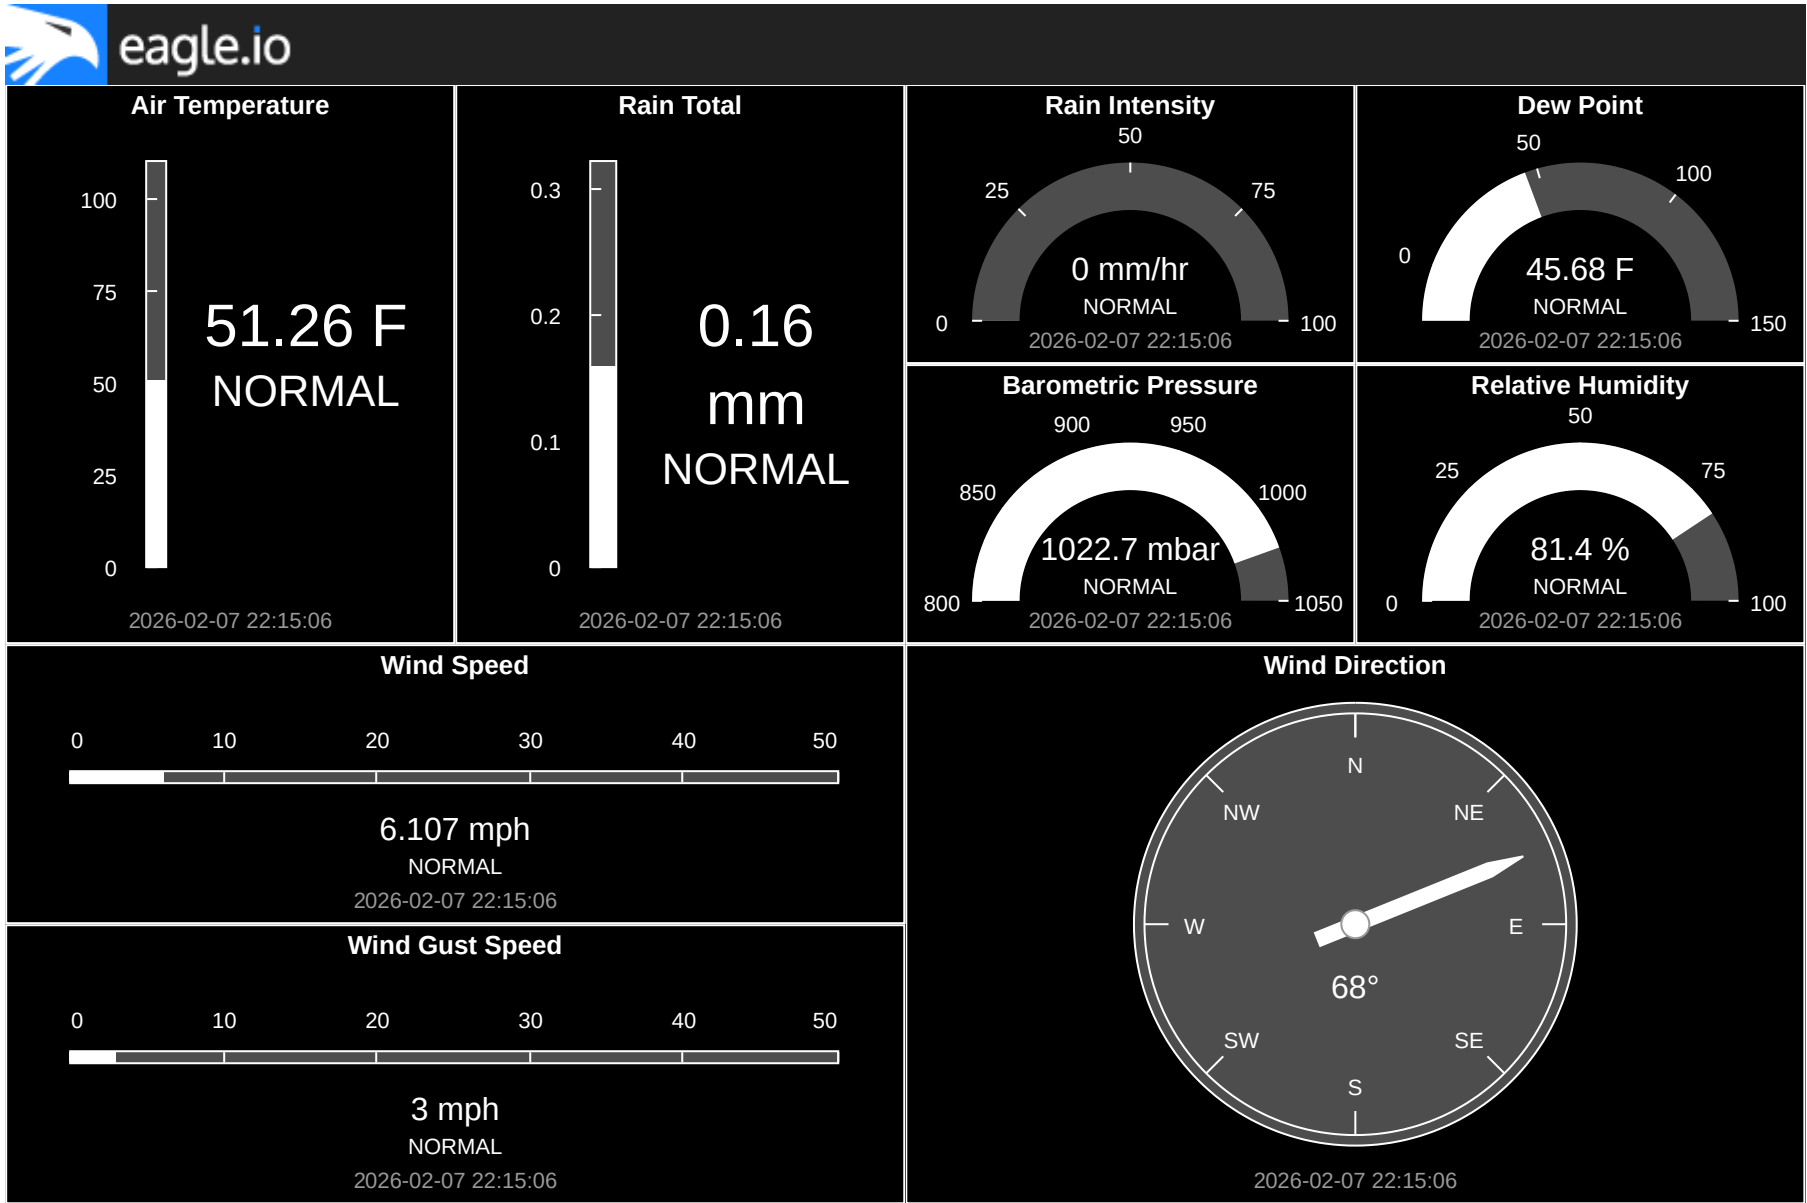 eagle.io
Air Temperature
100
75
50
25
0
51.26 F
NORMAL
2026-02-07 22:15:06
Rain Total
0.3
0.2
0.1
0
0.16
mm
NORMAL
2026-02-07 22:15:06
Rain Intensity
0
25
50
75
100
0 mm/hr
NORMAL
2026-02-07 22:15:06
Dew Point
0
50
100
150
45.68 F
NORMAL
2026-02-07 22:15:06
Barometric Pressure
800
850
900
950
1000
1050
1022.7 mbar
NORMAL
2026-02-07 22:15:06
Relative Humidity
0
25
50
75
100
81.4 %
NORMAL
2026-02-07 22:15:06
Wind Speed
0 10 20 30 40 50
6.107 mph
NORMAL
2026-02-07 22:15:06
Wind Gust Speed
0 10 20 30 40 50
3 mph
NORMAL
2026-02-07 22:15:06
Wind Direction
N
NW NE
W E
68°
SW SE
S
2026-02-07 22:15:06